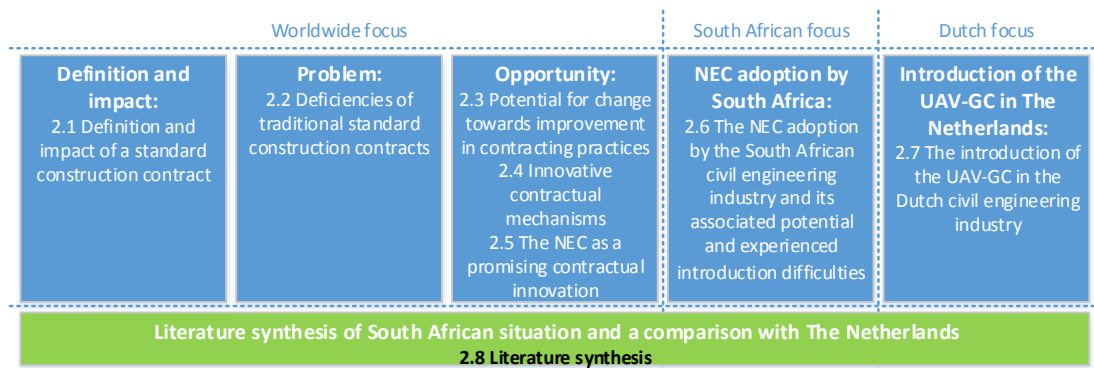 Worldwide focus
South African focus
Dutch focus
Definition and
impact:
2.1 Definition and
impact of a standard
construction contract
Problem:
2.2 Deficiencies of
traditional standard
construction contracts
Opportunity:
2.3 Potential for change
towards improvement
in contracting practices
2.4 Innovative
contractual
mechanisms
2.5 The NEC as a
promising contractual
innovation
NEC adoption by
South Africa:
2.6 The NEC adoption
by the South African
civil engineering
industry and its
associated potential
and experienced
introduction difficulties
Introduction of the
UAV-GC in The
Netherlands:
2.7 The introduction of
the UAV-GC in the
Dutch civil engineering
industry
Literature synthesis of South African situation and a comparison with The Netherlands
2.8 Literature synthesis